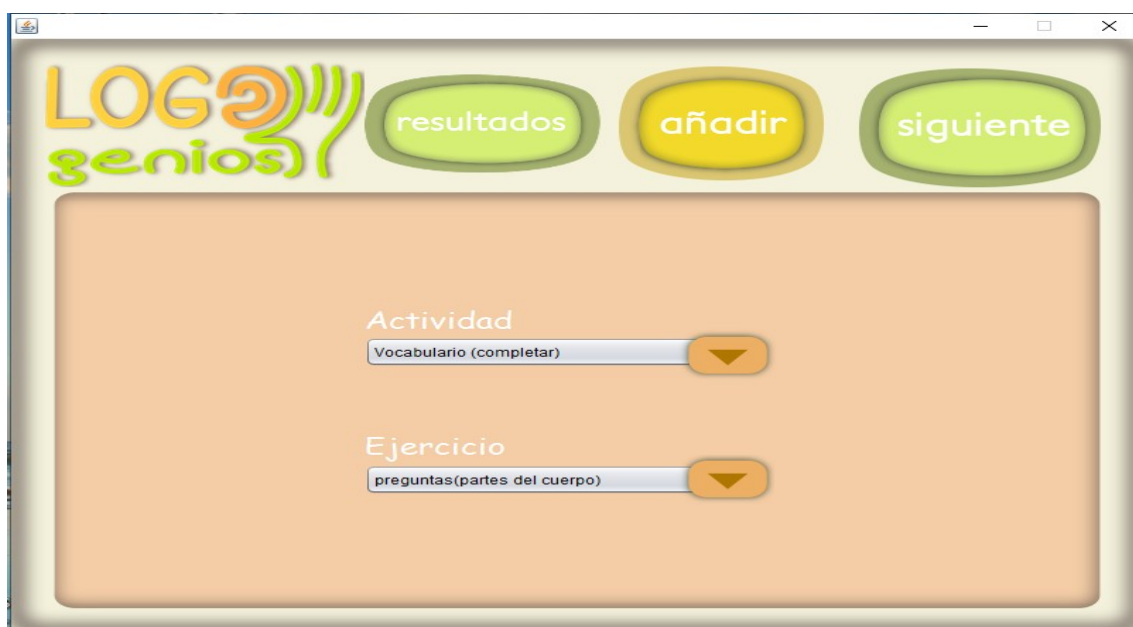 LOGO
genios
resultados
añadir
siguiente
Actividad
Vocabulario (completar)
Ejercicio
preguntas(partes del cuerpo)